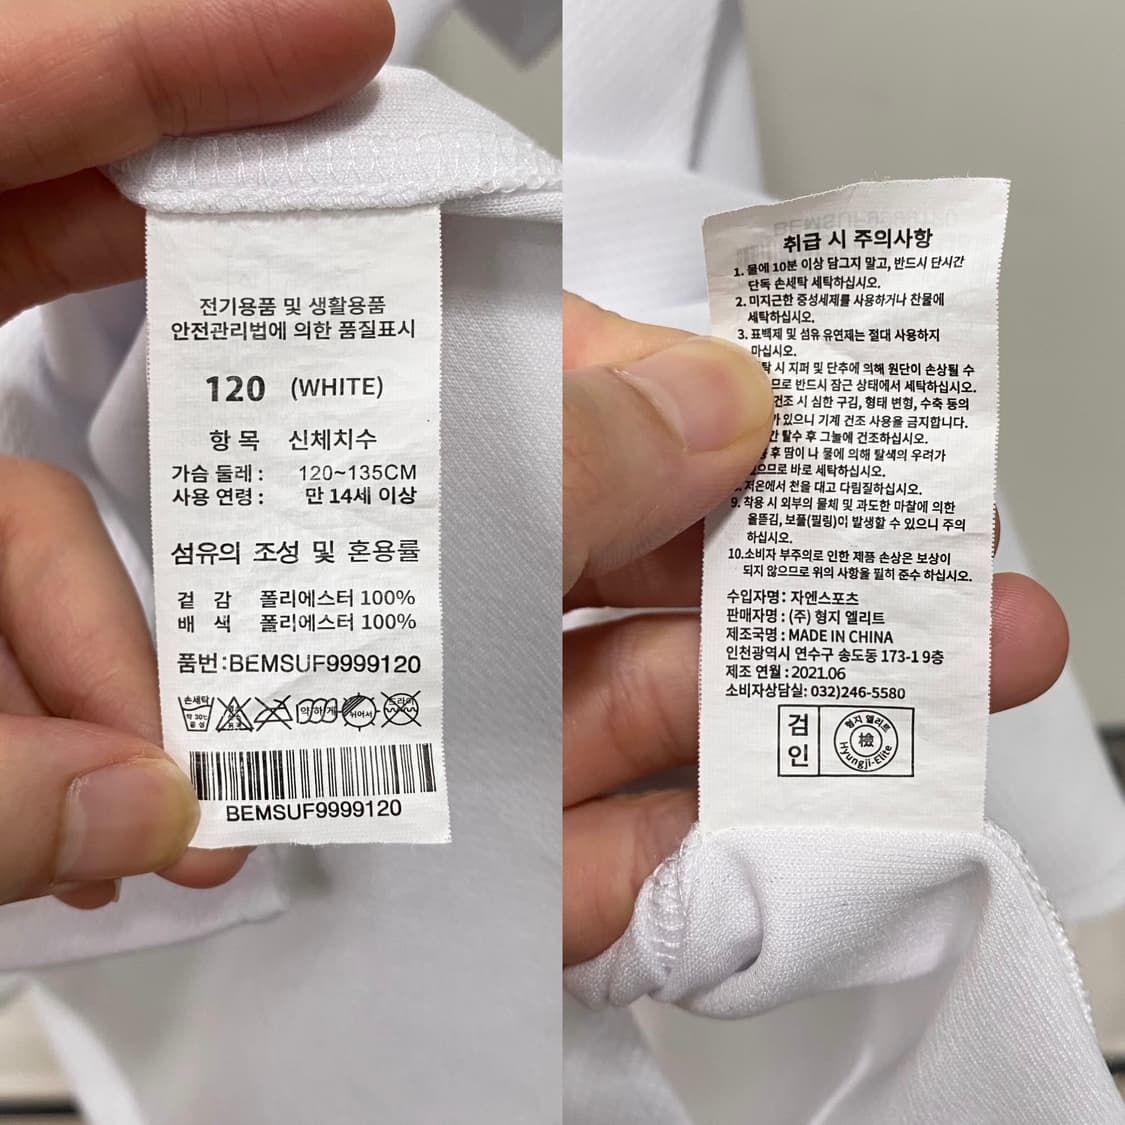 전기용품 및 생활용품
안전관리법에 의한 품질표시
120 (WHITE)
항 목 신체치수
가슴 둘레 : 120~135CM
사용 연령 : 만 14세 이상
섬유의 조성 및 혼용률
겉 감 폴리에스터 100%
배 색 폴리에스터 100%
품번:BEMSUF9999120
손세탁
약 30℃
중성
약하게
뉘어서
드라이
BEMSUF9999120
취급 시 주의사항
1. 물에 10분 이상 담그지 말고, 반드시 단시간
단독 손세탁 하십시오.
2. 미지근한 중성세제를 사용하거나 찬물에
세탁하십시오.
3. 표백제 및 섬유 유연제는 절대 사용하지
마십시오.
시 지퍼 및 단추에 의해 원단이 손상될 수
므로 반드시 잠근 상태에서 세탁하십시오.
건조 시 심한 구김, 형태 변형, 수축 등의
가 있으니 기계 건조 사용을 금지합니다.
탈수 후 그늘에 건조하십시오.
후 땀이나 물에 의해 탈색의 우려가
으므로 바로 세탁하십시오.
저온에서 천을 대고 다림질하십시오.
9. 착용 시 외부의 물체 및 과도한 마찰에 의한
올뜯김, 보풀(필링)이 발생할 수 있으니 주의
하십시오.
10.소비자 부주의로 인한 제품 손상은 보상이
되지 않으므로 위의 사항을 필히 준수 하십시오.
수입자명 : 자엔스포츠
판매자명 : (주) 형지 엘리트
제조국명 : MADE IN CHINA
인천광역시 연수구 송도동 173-1 9층
제조 연월 : 2021.06
소비자상담실: 032)246-5580
검인
형지 엘리트
檢
Hyungji-Elite